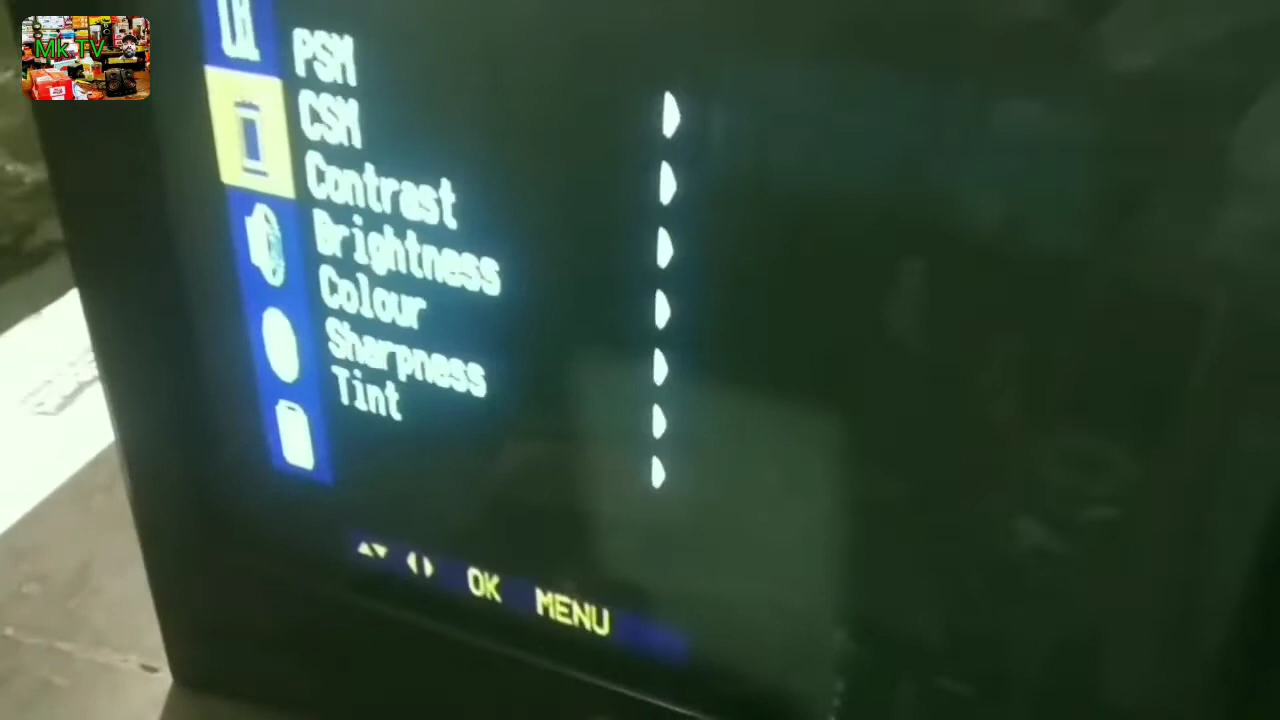 Mk TV
PSM
CSM
Contrast
Brightness
Colour
Sharpness
Tint
OK MENU